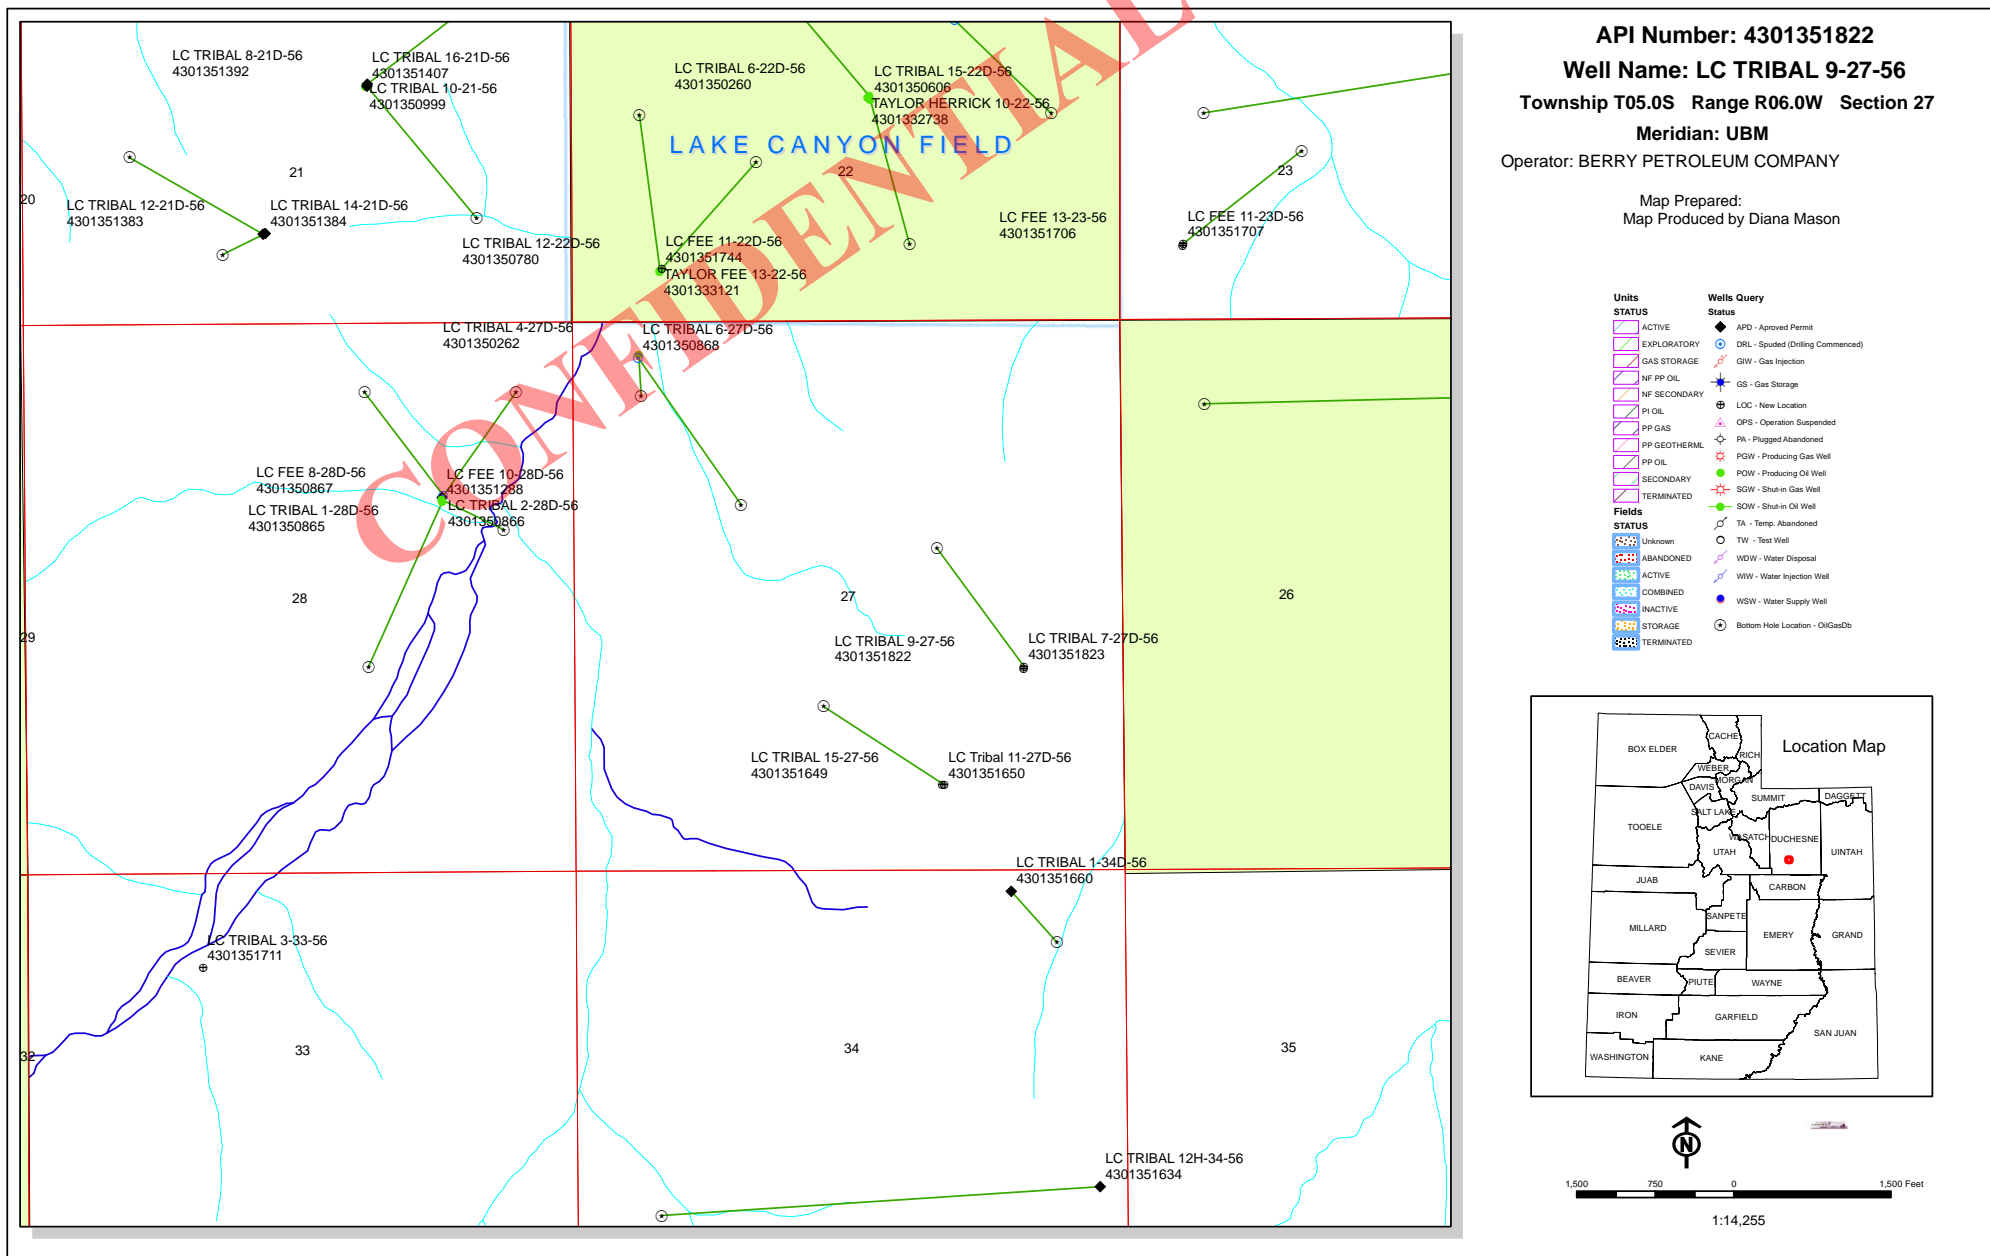 LC TRIBAL 8-21D-56
4301351392
LC TRIBAL 16-21D-56
4301351407
LC TRIBAL 10-21-56
4301350999
LC TRIBAL 6-22D-56
4301350260
LC TRIBAL 15-22D-56
4301350606
TAYLOR HERRICK 10-22-56
4301332738
LAKE CANYON FIELD
20
21
22
23
LC TRIBAL 12-21D-56
4301351383
LC TRIBAL 14-21D-56
4301351384
LC TRIBAL 12-22D-56
4301350780
LC FEE 11-22D-56
4301351744
TAYLOR FEE 13-22-56
4301333121
LC FEE 13-23-56
4301351706
LC FEE 11-23D-56
4301351707
LC TRIBAL 4-27D-56
4301350262
LC TRIBAL 6-27D-56
4301350868
CONFIDENTIAL
LC FEE 8-28D-56
4301350867
LC FEE 10-28D-56
4301351288
LC TRIBAL 1-28D-56
4301350865
LC TRIBAL 2-28D-56
4301350866
29
28
27
26
LC TRIBAL 9-27-56
4301351822
LC TRIBAL 7-27D-56
4301351823
LC TRIBAL 15-27-56
4301351649
LC Tribal 11-27D-56
4301351650
LC TRIBAL 1-34D-56
4301351660
LC TRIBAL 3-33-56
4301351711
32
33
34
35
LC TRIBAL 12H-34-56
4301351634
API Number: 4301351822
Well Name: LC TRIBAL 9-27-56
Township T05.0S Range R06.0W Section 27
Meridian: UBM
Operator: BERRY PETROLEUM COMPANY
Map Prepared:
Map Produced by Diana Mason
Units
STATUS
ACTIVE
EXPLORATORY
GAS STORAGE
NF PP OIL
NF SECONDARY
PI OIL
PP GAS
PP GEOTHERML
PP OIL
SECONDARY
TERMINATED
Fields
STATUS
Unknown
ABANDONED
ACTIVE
COMBINED
INACTIVE
STORAGE
TERMINATED
Wells Query
Status
APD - Aproved Permit
DRL - Spuded (Drilling Commenced)
GIW - Gas Injection
GS - Gas Storage
LOC - New Location
OPS - Operation Suspended
PA - Plugged Abandoned
PGW - Producing Gas Well
POW - Producing Oil Well
SGW - Shut-in Gas Well
SOW - Shut-in Oil Well
TA - Temp. Abandoned
TW - Test Well
WDW - Water Disposal
WIW - Water Injection Well
WSW - Water Supply Well
Bottom Hole Location - OilGasDb
Location Map
BOX ELDER
CACHE
RICH
WEBER
MORGAN
DAVIS
SUMMIT
DAGGETT
SALT LAKE
TOOELE
WASATCH
DUCHESNE
UTAH
UINTAH
JUAB
CARBON
SANPETE
MILLARD
EMERY
GRAND
SEVIER
BEAVER
PIUTE
WAYNE
IRON
GARFIELD
SAN JUAN
WASHINGTON
KANE
N
1,500 750 0 1,500 Feet
1:14,255